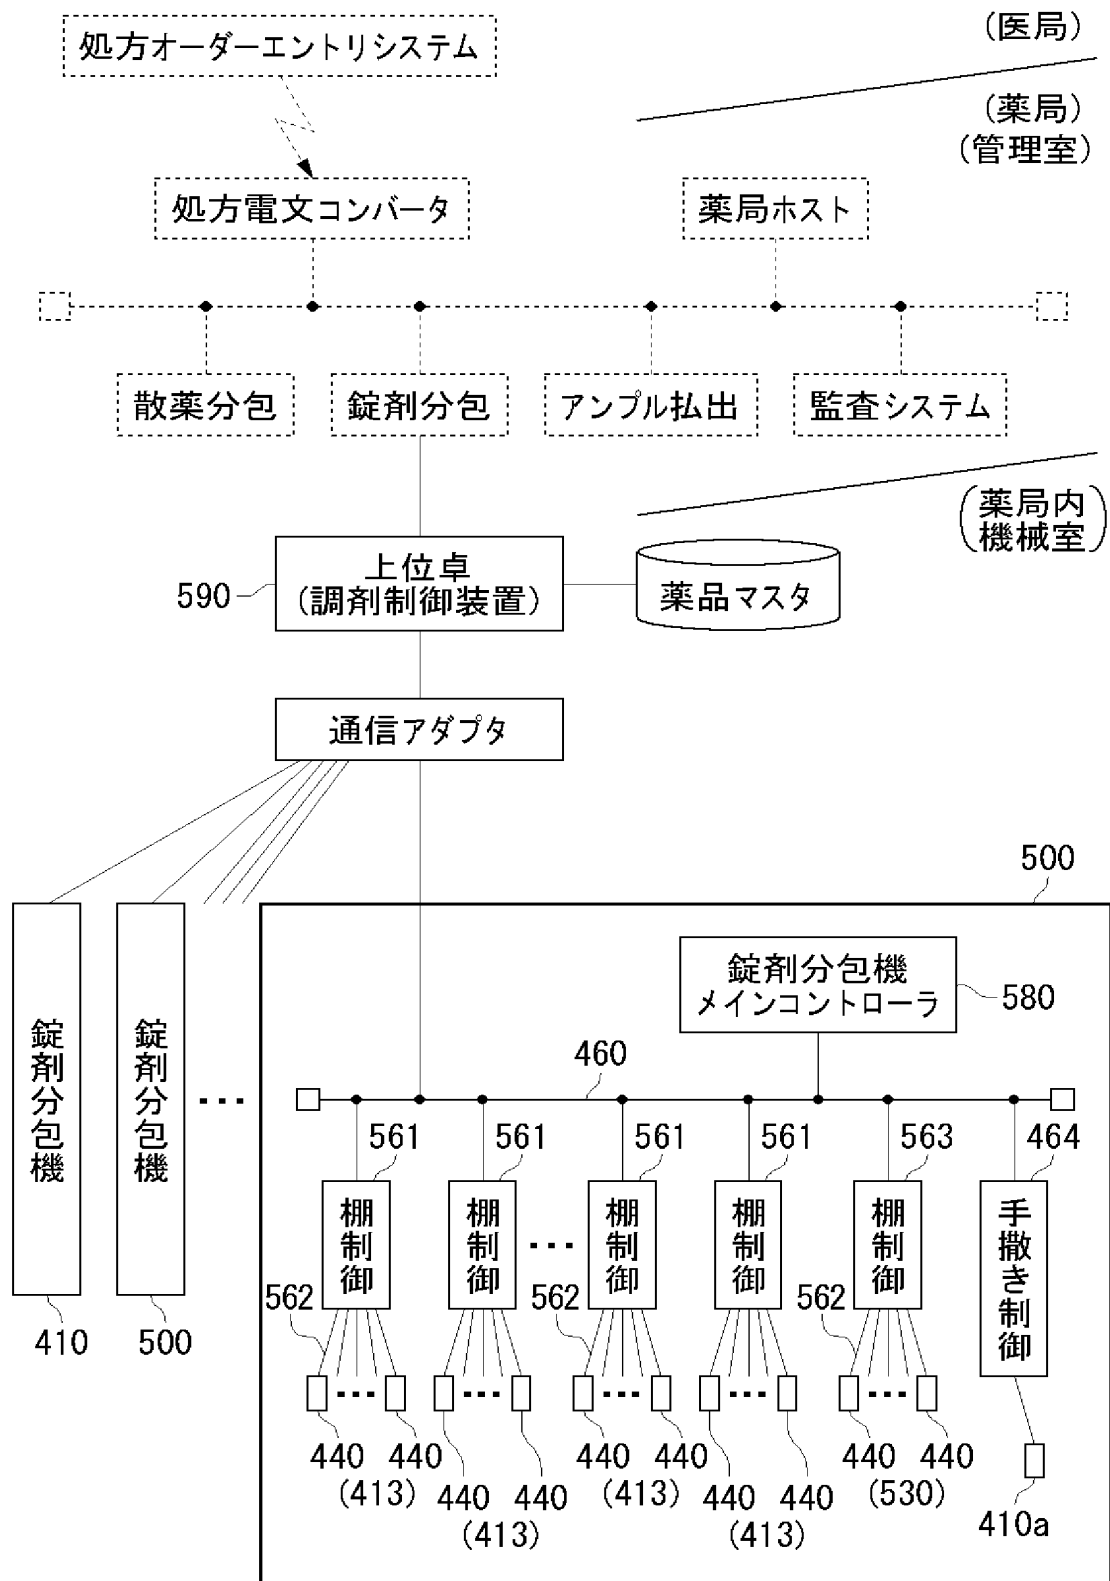 処方オーダーエントリシステム
(医局)
(薬局)
(管理室)
処方電文コンバータ
薬局ホスト
散薬分包
錠剤分包
アンプル払出
監査システム
(薬局内
機械室)
590
上位卓
(調剤制御装置)
薬品マスタ
通信アダプタ
500
錠剤分包機
メインコントローラ
580
錠剤分包機
錠剤分包機
...
460
561
561
561
561
563
464
棚制御
棚制御
...
棚制御
棚制御
棚制御
手撒き制御
562
562
562
410
500
...
...
...
...
...
440
440
(413)
440
440
(413)
440
440
(413)
440
440
(413)
440
440
(530)
410a